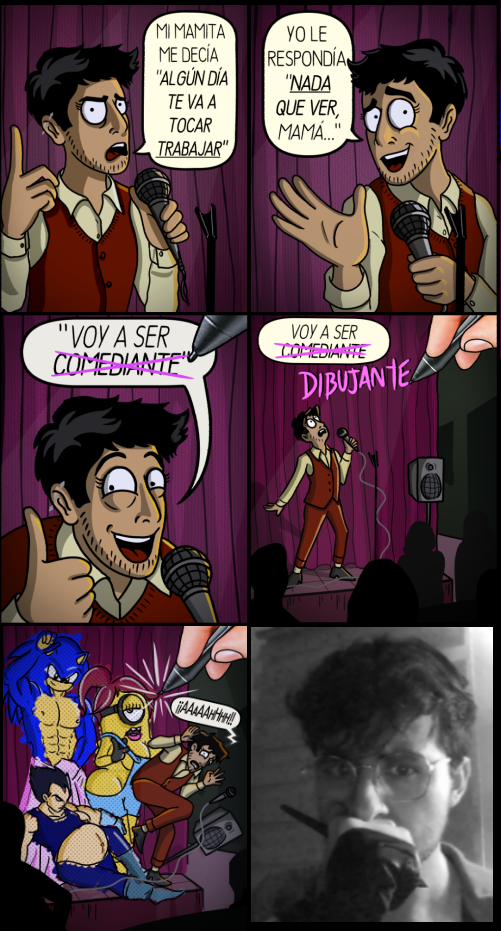 MI MAMITA
ME DECÍA
"ALGÚN DÍA
TE VA A
TOCAR
TRABAJAR"
YO LE
RESPONDÍA
"NADA
QUE VER,
MAMÁ..."
"VOY A SER
COMEDIANTE"
VOY A SER
COMEDIANTE
DIBUJANTE
¡¡AAAAAHHHH!!